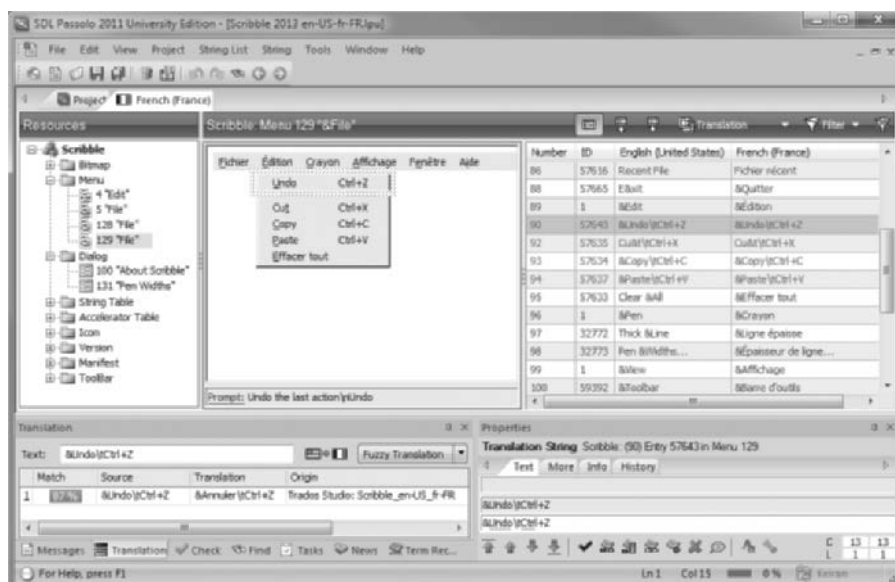 SDL Passolo 2011 University Edition - [Scribble 2013 en-US-fr-FR.lpu]
File Edit View Project String List String Tools Window Help
Project French (France)
Resources
Scribble: Menu 129 "&File"
Translation Filter
Scribble
Bitmap
Menu
4 "Edit"
5 "File"
128 "File"
129 "File"
Dialog
100 "About Scribble"
131 "Pen Widths"
String Table
Accelerator Table
Icon
Version
Manifest
ToolBar
Fichier Édition Crayon Affichage Fenêtre Aide
Undo Ctrl+Z
Cut Ctrl+X
Copy Ctrl+C
Paste Ctrl+V
Effacer tout
Prompt: Undo the last action\nUndo
Number ID English (United States) French (France)
86 57616 Recent File Fichier récent
88 57665 E&xit &Quitter
89 1 &Edit &Édition
90 57643 &Undo\tCtrl+Z &Undo\tCtrl+Z
92 57635 Cu&t\tCtrl+X Cu&t\tCtrl+X
93 57634 &Copy\tCtrl+C &Copy\tCtrl+C
94 57637 &Paste\tCtrl+V &Paste\tCtrl+V
95 57633 Clear &All &Effacer tout
96 1 &Pen &Crayon
97 32772 Thick &Line &Ligne épaisse
98 32773 Pen &Widths... &Épaisseur de ligne...
99 1 &View &Affichage
100 59392 &Toolbar &Barre d'outils
Translation
Text: &Undo\tCtrl+Z Fuzzy Translation
Match Source Translation Origin
1 &Undo\tCtrl+Z &Annuler\tCtrl+Z Trados Studio: Scribble_en-US_fr-FR
Messages Translation Check Find Tasks News Term Rec...
Properties
Translation String Scribble: (90) Entry 57643 in Menu 129
Text More Info History
&Undo\tCtrl+Z
&Undo\tCtrl+Z
C 13 13
L 1 1
For Help, press F1
Ln 1 Col 15 0 %